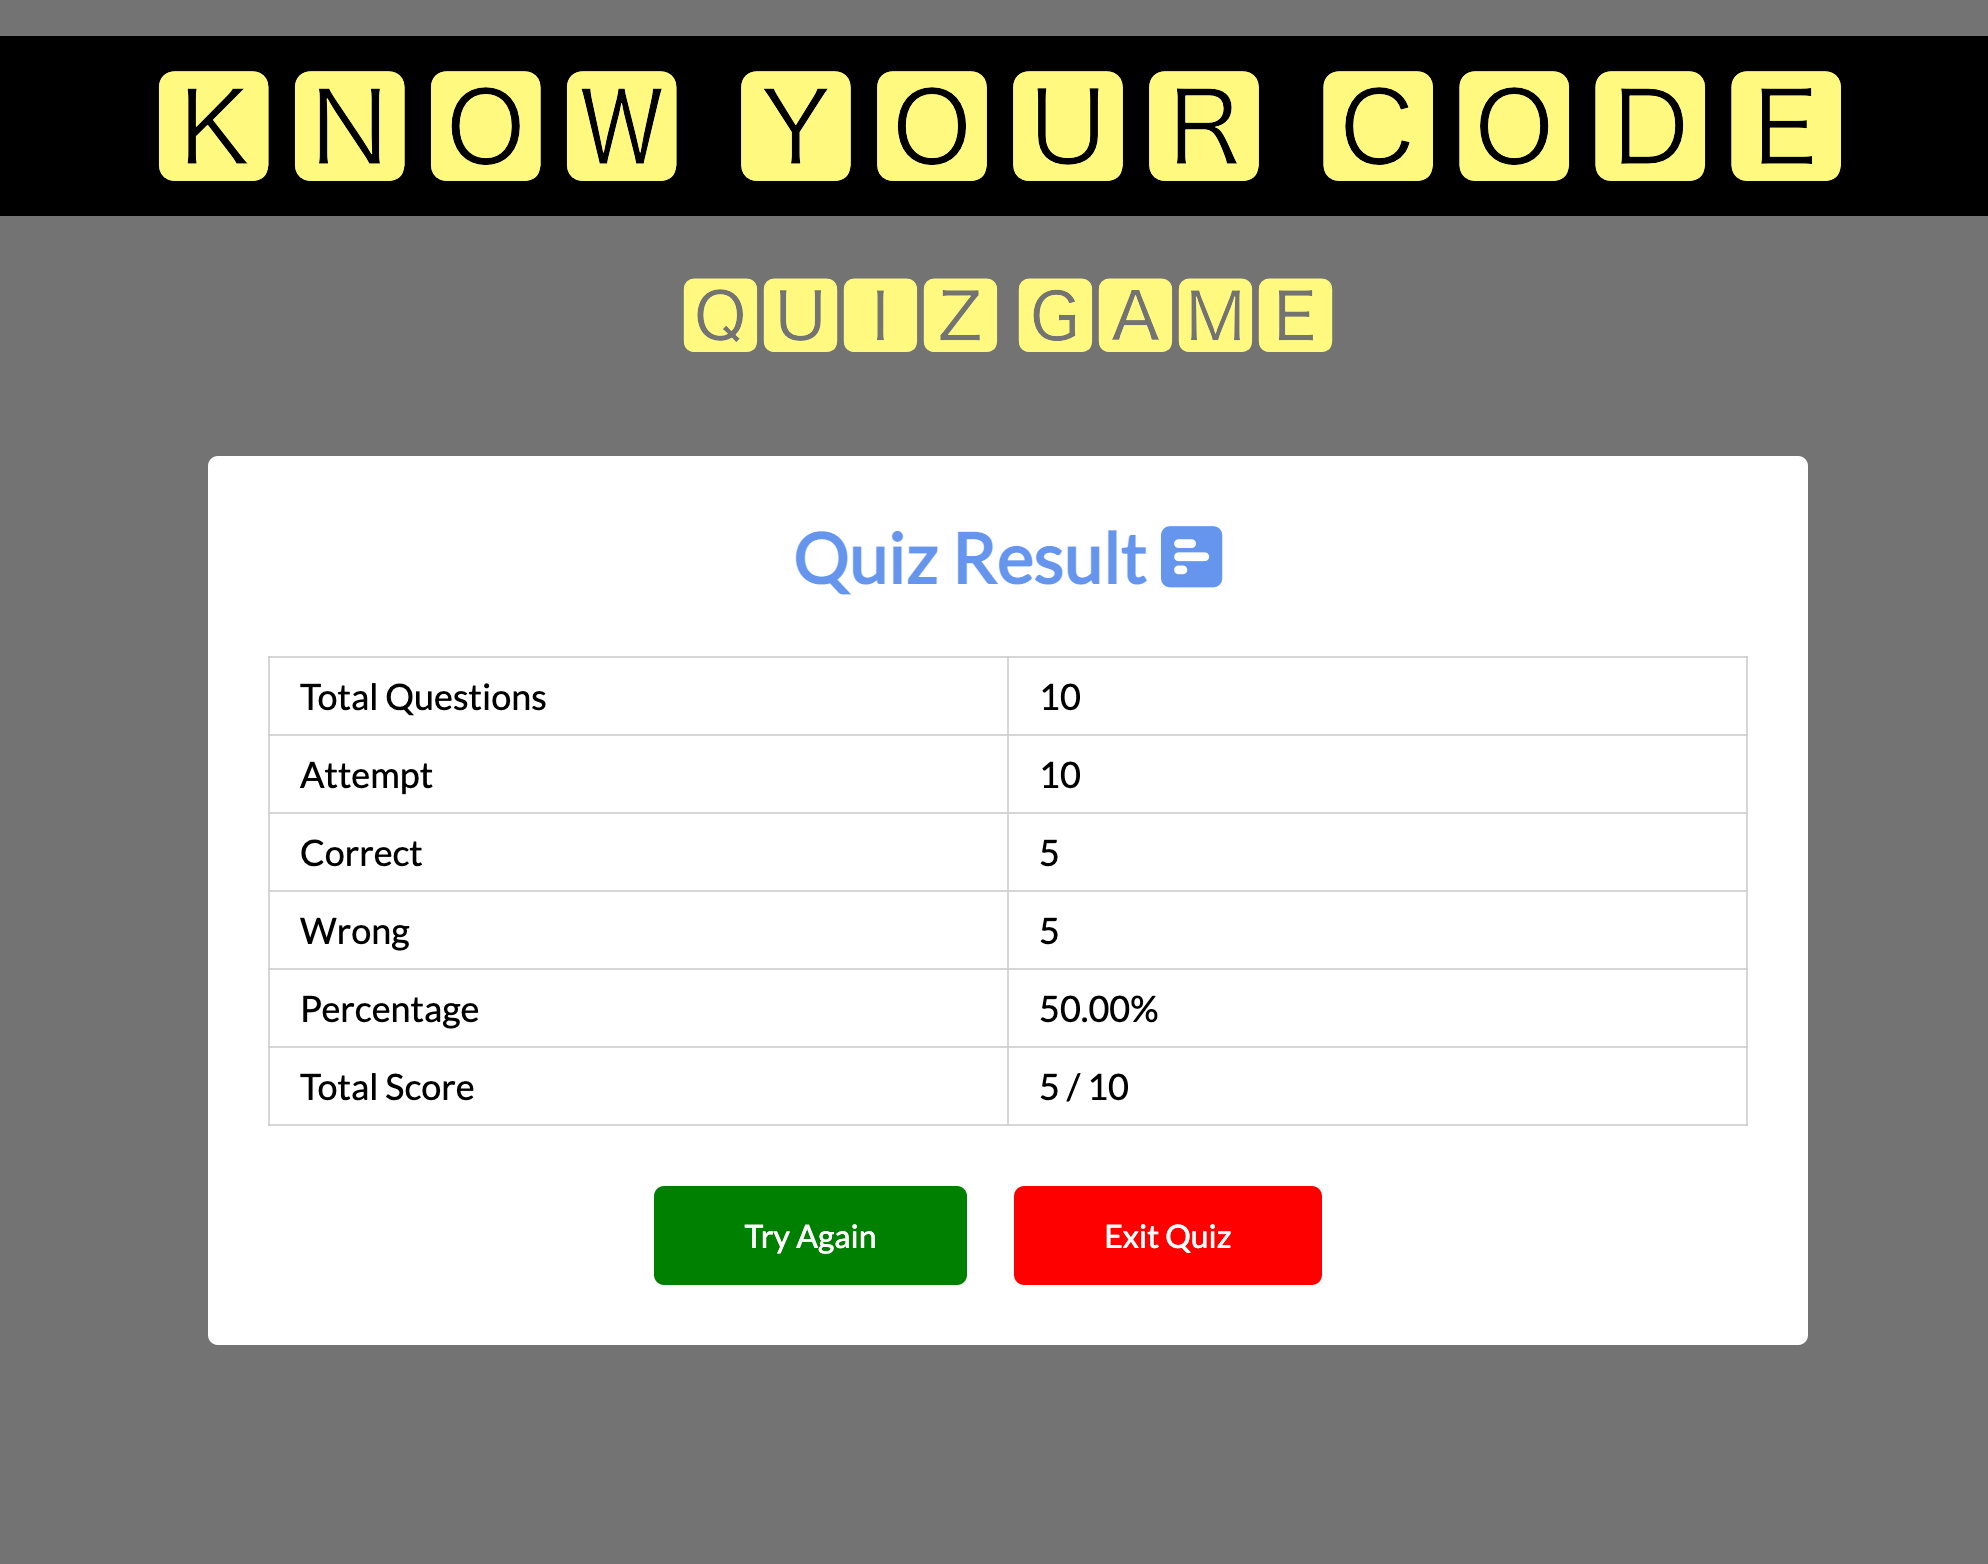 KNOW YOUR CODE
QUIZ GAME
Quiz Result
Total Questions 10
Attempt 10
Correct 5
Wrong 5
Percentage 50.00%
Total Score 5 / 10
Try Again Exit Quiz